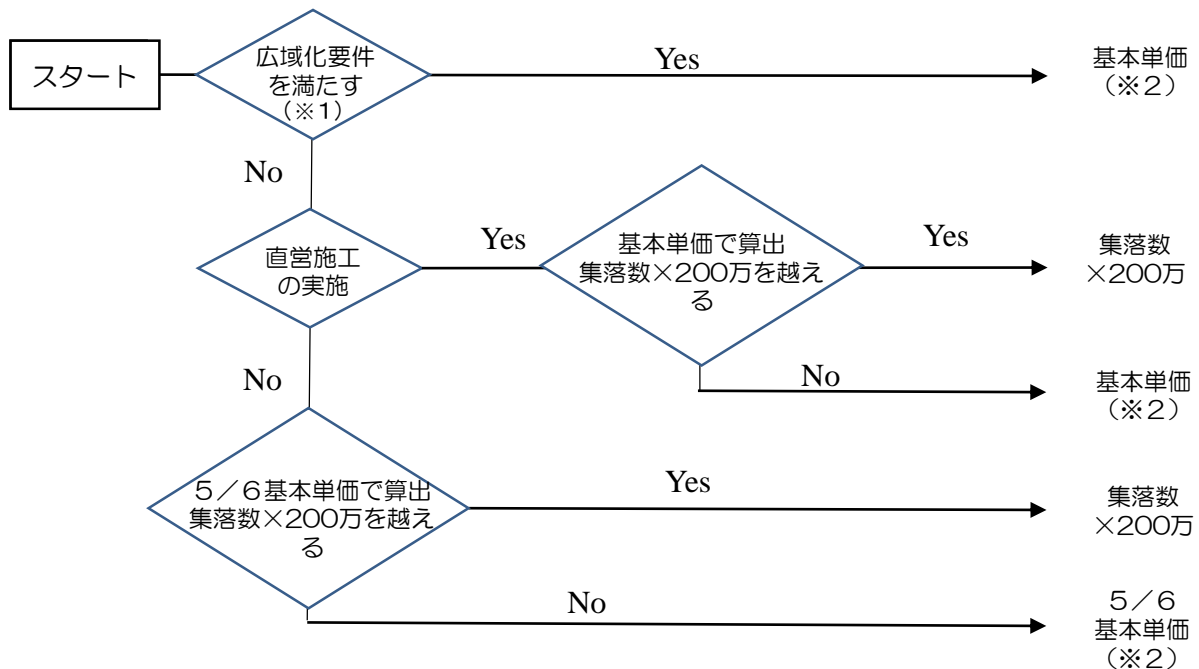 スタート
広域化要件
を満たす
（※１）
Yes
基本単価
（※２）
No
直営施工
の実施
Yes
基本単価で算出
集落数×200万を越え
る
Yes
集落数
×200万
No
No
基本単価
（※２）
５／６基本単価で算出
集落数×200万を越え
る
Yes
集落数
×200万
No
５／６
基本単価
（※２）